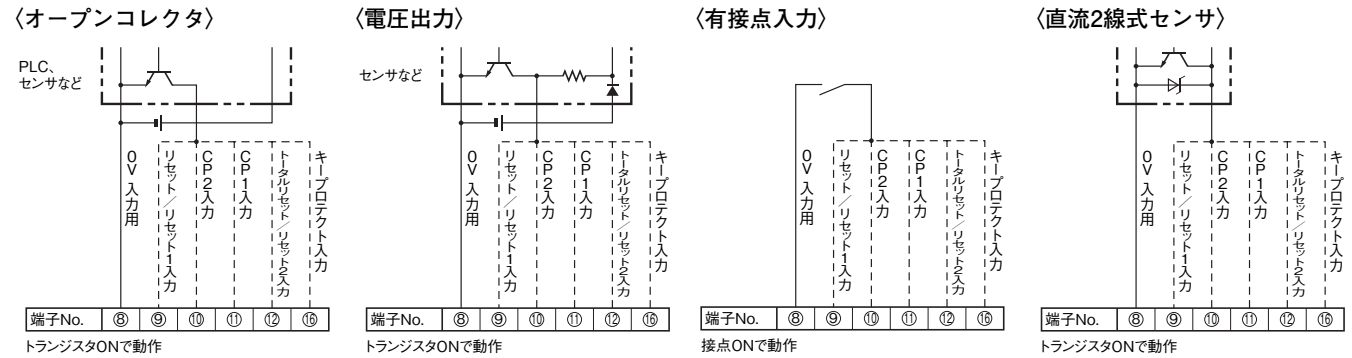 〈オープンコレクタ〉
PLC、
センサなど
0V 入力用
リセット／リセット1入力
CP2入力
CP1入力
トータルリセット／リセット2入力
キープロテクト入力
端子No. ⑧ ⑨ ⑩ ⑪ ⑫ ⑯
トランジスタONで動作
〈電圧出力〉
センサなど
0V 入力用
リセット／リセット1入力
CP2入力
CP1入力
トータルリセット／リセット2入力
キープロテクト入力
端子No. ⑧ ⑨ ⑩ ⑪ ⑫ ⑯
トランジスタONで動作
〈有接点入力〉
0V 入力用
リセット／リセット1入力
CP2入力
CP1入力
トータルリセット／リセット2入力
キープロテクト入力
端子No. ⑧ ⑨ ⑩ ⑪ ⑫ ⑯
接点ONで動作
〈直流2線式センサ〉
0V 入力用
リセット／リセット1入力
CP2入力
CP1入力
トータルリセット／リセット2入力
キープロテクト入力
端子No. ⑧ ⑨ ⑩ ⑪ ⑫ ⑯
トランジスタONで動作